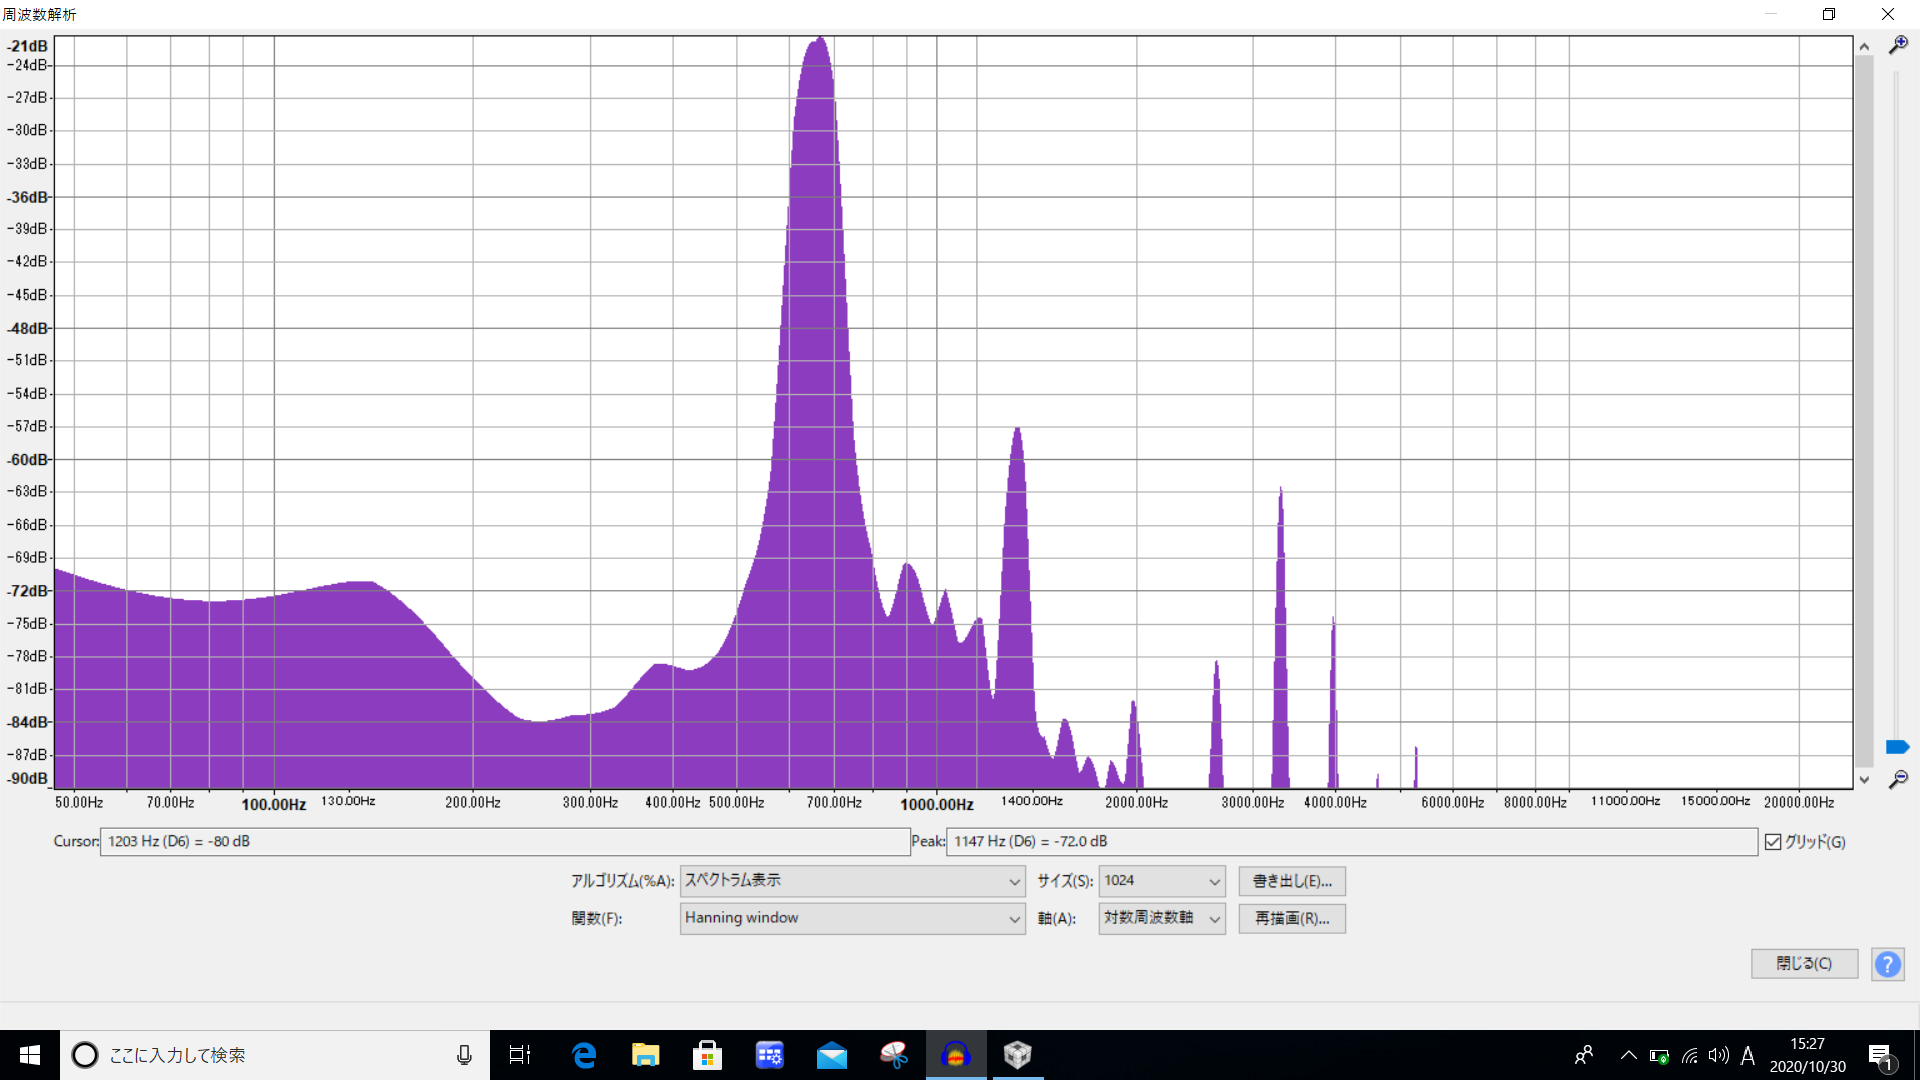 周波数解析
-21dB
-24dB
-27dB
-30dB
-33dB
-36dB
-39dB
-42dB
-45dB
-48dB
-51dB
-54dB
-57dB
-60dB
-63dB
-66dB
-69dB
-72dB
-75dB
-78dB
-81dB
-84dB
-87dB
-90dB
50.00Hz 70.00Hz 100.00Hz 130.00Hz 200.00Hz 300.00Hz 400.00Hz 500.00Hz 700.00Hz 1000.00Hz 1400.00Hz 2000.00Hz 3000.00Hz 4000.00Hz 6000.00Hz 8000.00Hz 11000.00Hz 15000.00Hz 20000.00Hz
Cursor: 1203 Hz (D6) = -80 dB Peak: 1147 Hz (D6) = -72.0 dB グリッド(G)
アルゴリズム(%A): スペクトラム表示 サイズ(S): 1024 書き出し(E)...
関数(F): Hanning window 軸(A): 対数周波数軸 再描画(R)...
閉じる(C) ?
ここに入力して検索
A
15:27
2020/10/30
1